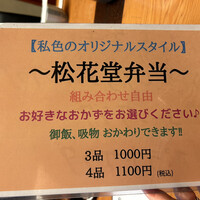 【私色のオリジナルスタイル】
～松花堂弁当～
組み合わせ自由
お好きなおかずをお選びください♪
御飯、吸物 おかわりできます!!
3品 1000円
4品 1100円 (税込)